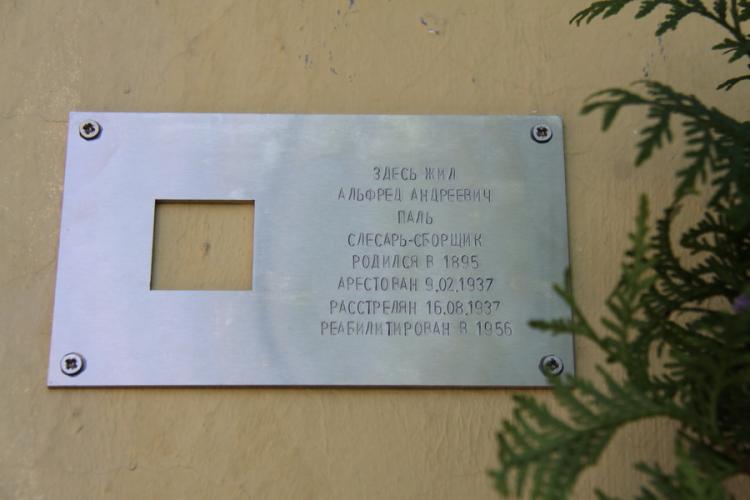 ЗДЕСЬ ЖИЛ
АЛЬФРЕД АНДРЕЕВИЧ
ПАЛЬ
СЛЕСАРЬ-СБОРЩИК
РОДИЛСЯ В 1895
АРЕСТОВАН 9.02.1937
РАССТРЕЛЯН 16.08.1937
РЕАБИЛИТИРОВАН В 1956